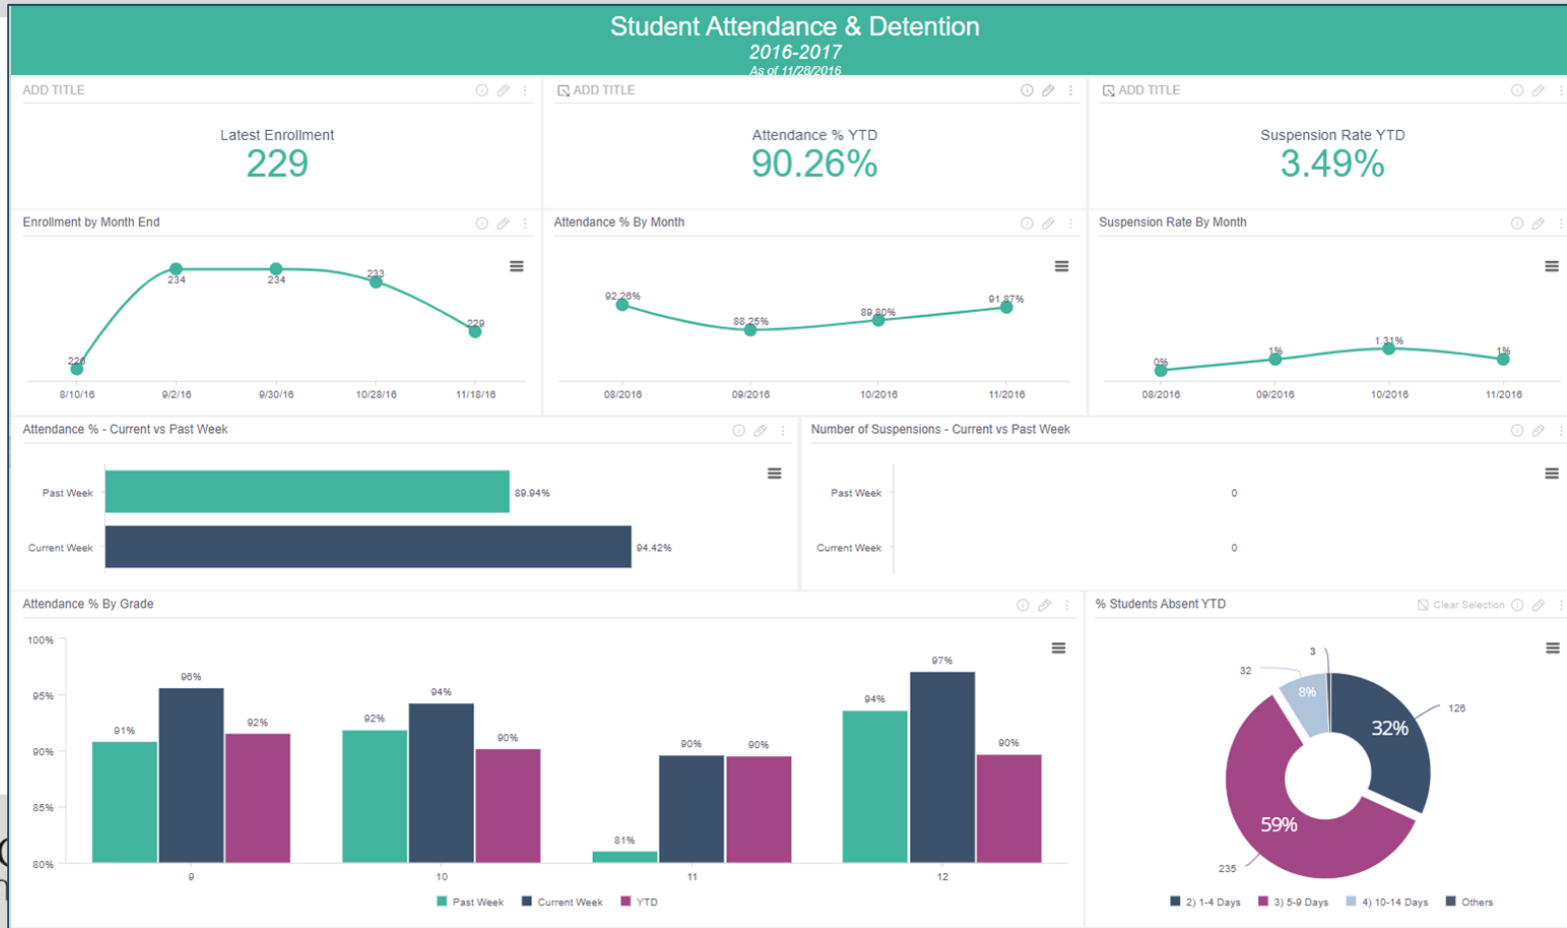 Student Attendance & Detention
2016-2017
As of 11/28/2016
ADD TITLE
ADD TITLE
ADD TITLE
Latest Enrollment
229
Attendance % YTD
90.26%
Suspension Rate YTD
3.49%
Enrollment by Month End
234
234
233
229
8/10/16
9/2/16
9/30/16
10/28/16
11/18/16
Attendance % By Month
92.26%
88.25%
89.80%
91.87%
08/2016
09/2016
10/2016
11/2016
Suspension Rate By Month
0%
1%
1.31%
1%
08/2016
09/2016
10/2016
11/2016
Attendance % - Current vs Past Week
Past Week
89.94%
Current Week
94.42%
Number of Suspensions - Current vs Past Week
Past Week
0
Current Week
0
Attendance % By Grade
100%
95%
90%
85%
80%
91%
96%
92%
92%
94%
90%
81%
90%
90%
94%
97%
90%
9
10
11
12
Past Week
Current Week
YTD
% Students Absent YTD
Clear Selection
3
32
8%
126
32%
59%
235
2) 1-4 Days
3) 5-9 Days
4) 10-14 Days
Others